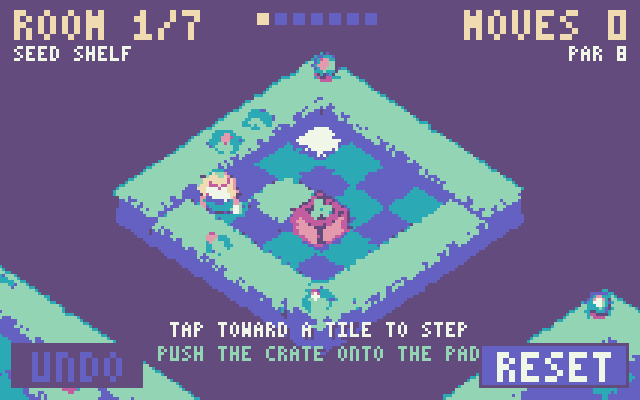 ROOM 1/7
MOVES 0
SEED SHELF
PAR 8
TAP TOWARD A TILE TO STEP
PUSH THE CRATE ONTO THE PAD
UNDO
RESET